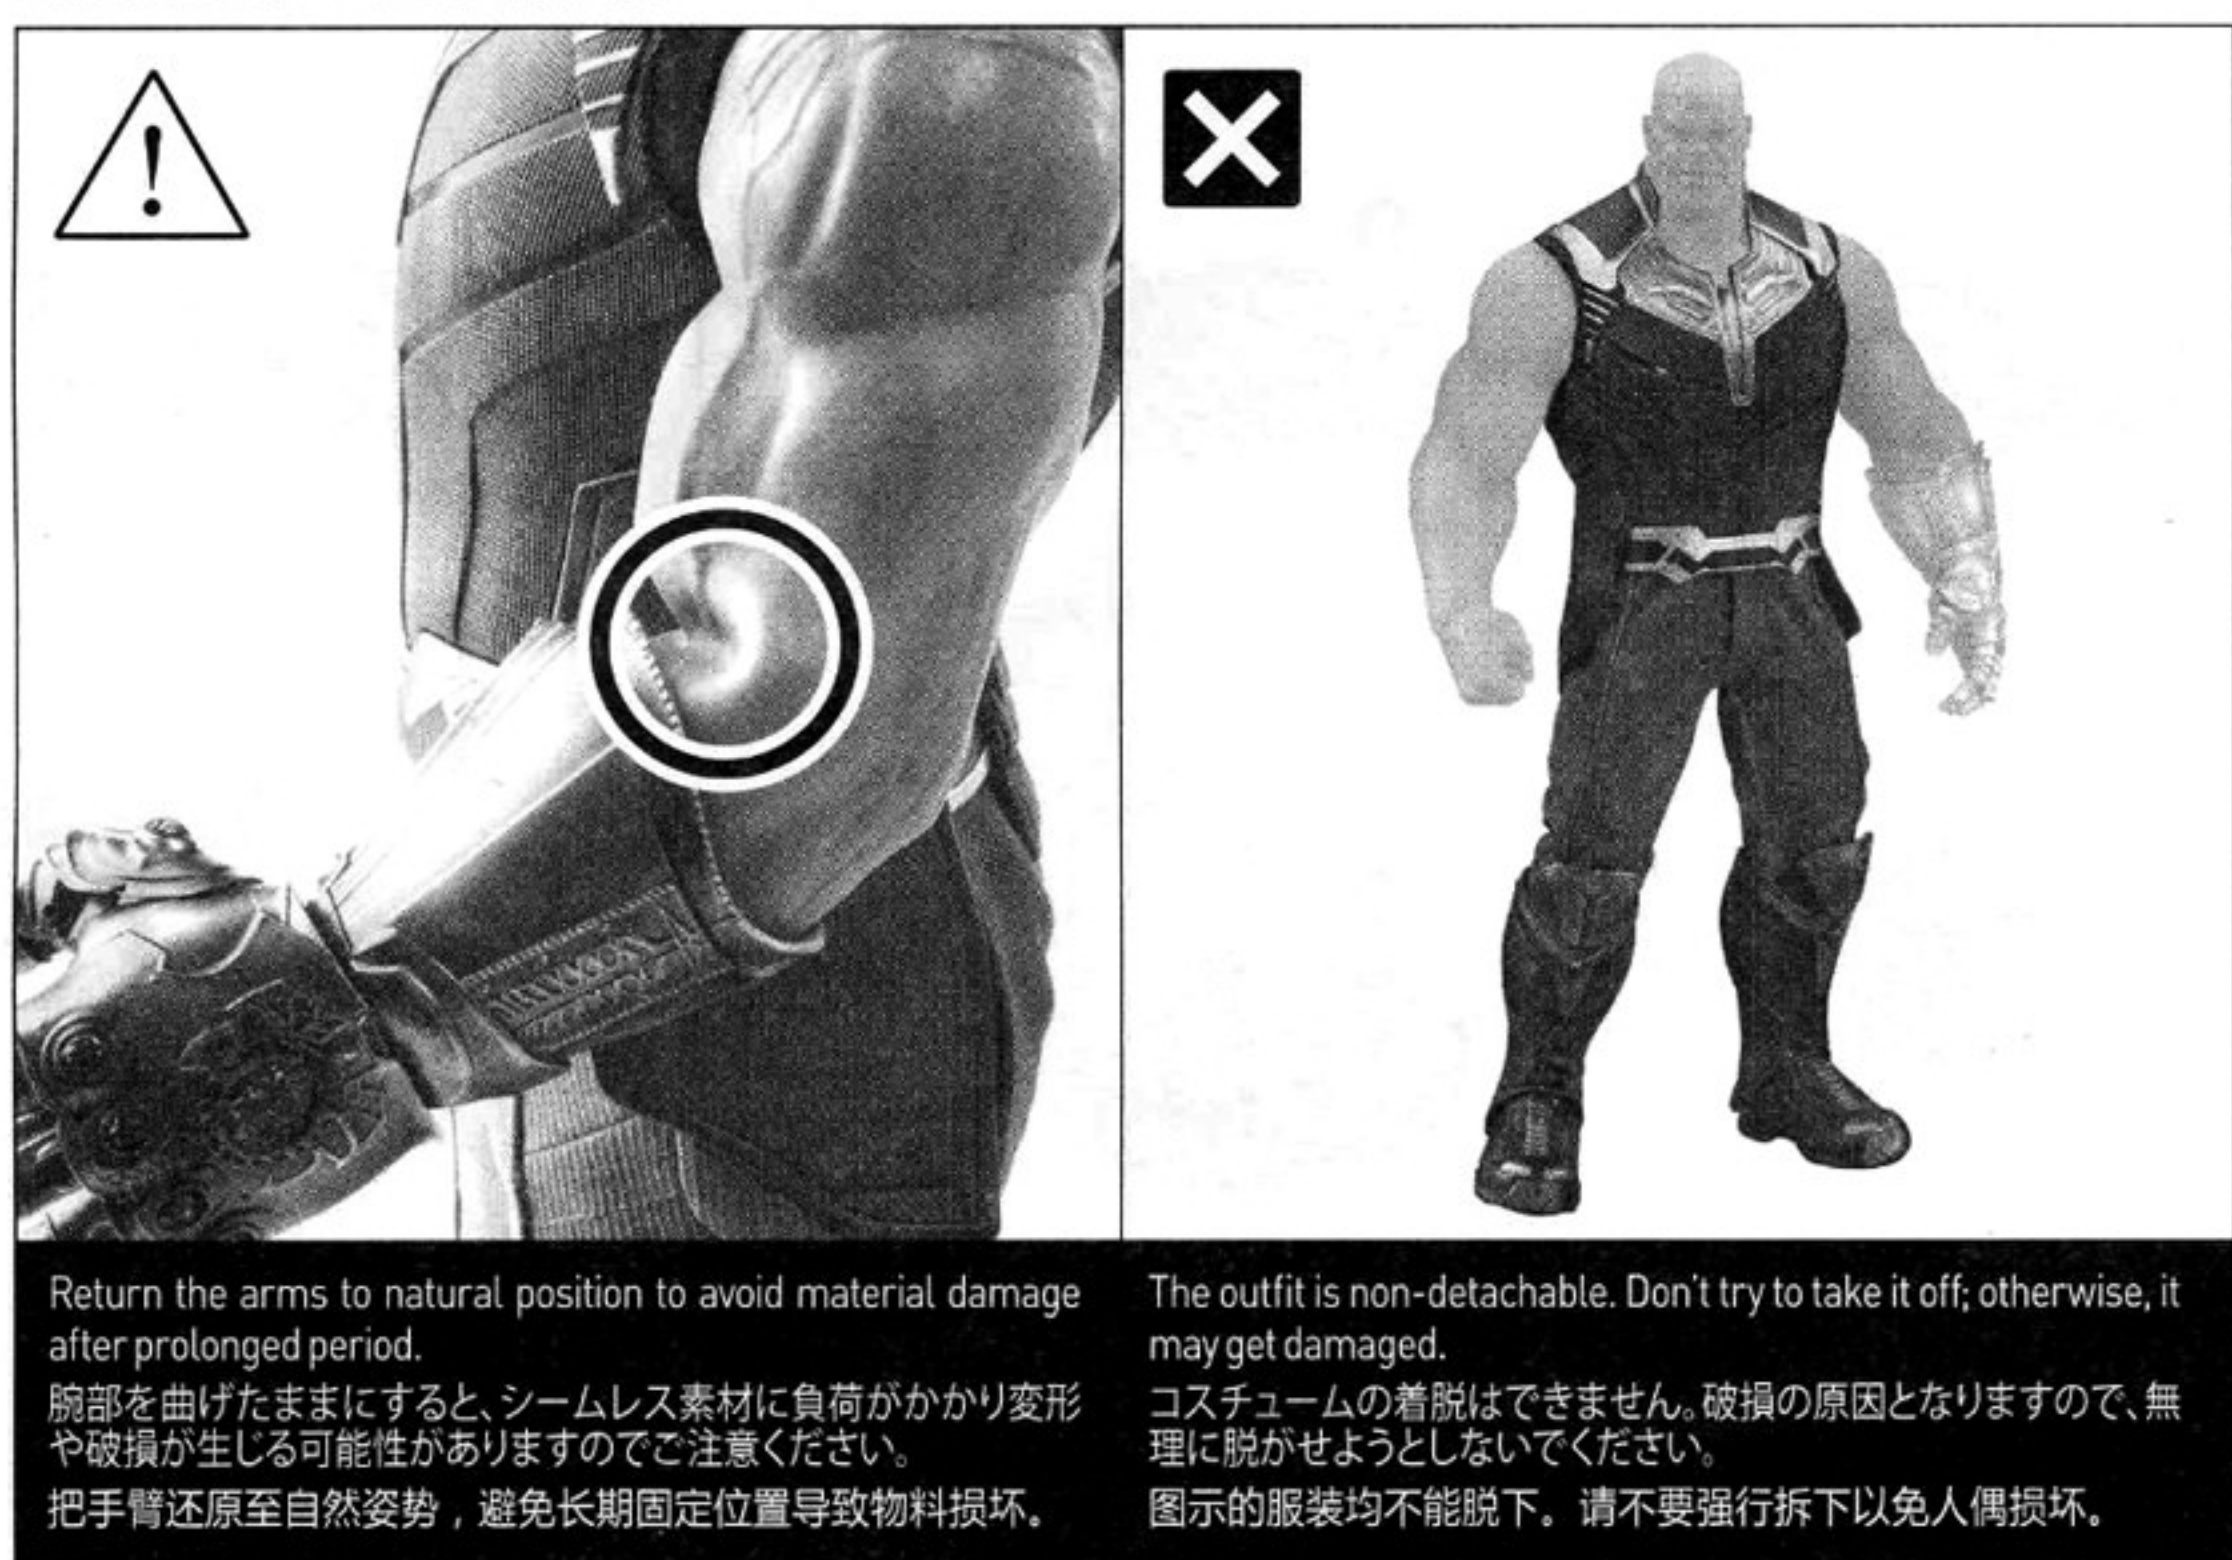 Return the arms to natural position to avoid material damage
after prolonged period.
腕部を曲げたままにすると、シームレス素材に負荷がかかり変形
や破損が生じる可能性がありますのでご注意ください。
把手臂还原至自然姿势，避免长期固定位置导致物料损坏。
The outfit is non-detachable. Don't try to take it off; otherwise, it
may get damaged.
コスチュームの着脱はできません。破損の原因となりますので、無
理に脱がせようとしないでください。
图示的服装均不能脱下。请不要强行拆下以免人偶损坏。